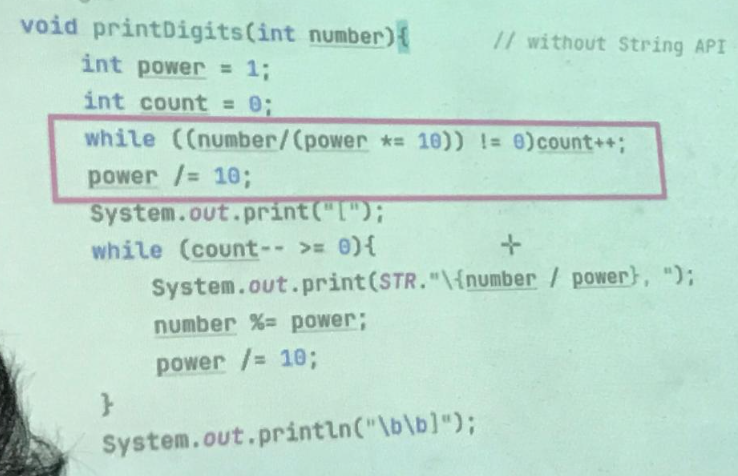 void printDigits(int number){ // without String API
int power = 1;
int count = 0;
while ((number/(power *= 10)) != 0)count++;
power /= 10;
System.out.print("[");
while (count-- >= 0){
System.out.print(STR."\{number / power}, ");
number %= power;
power /= 10;
}
System.out.println("\b\b]");